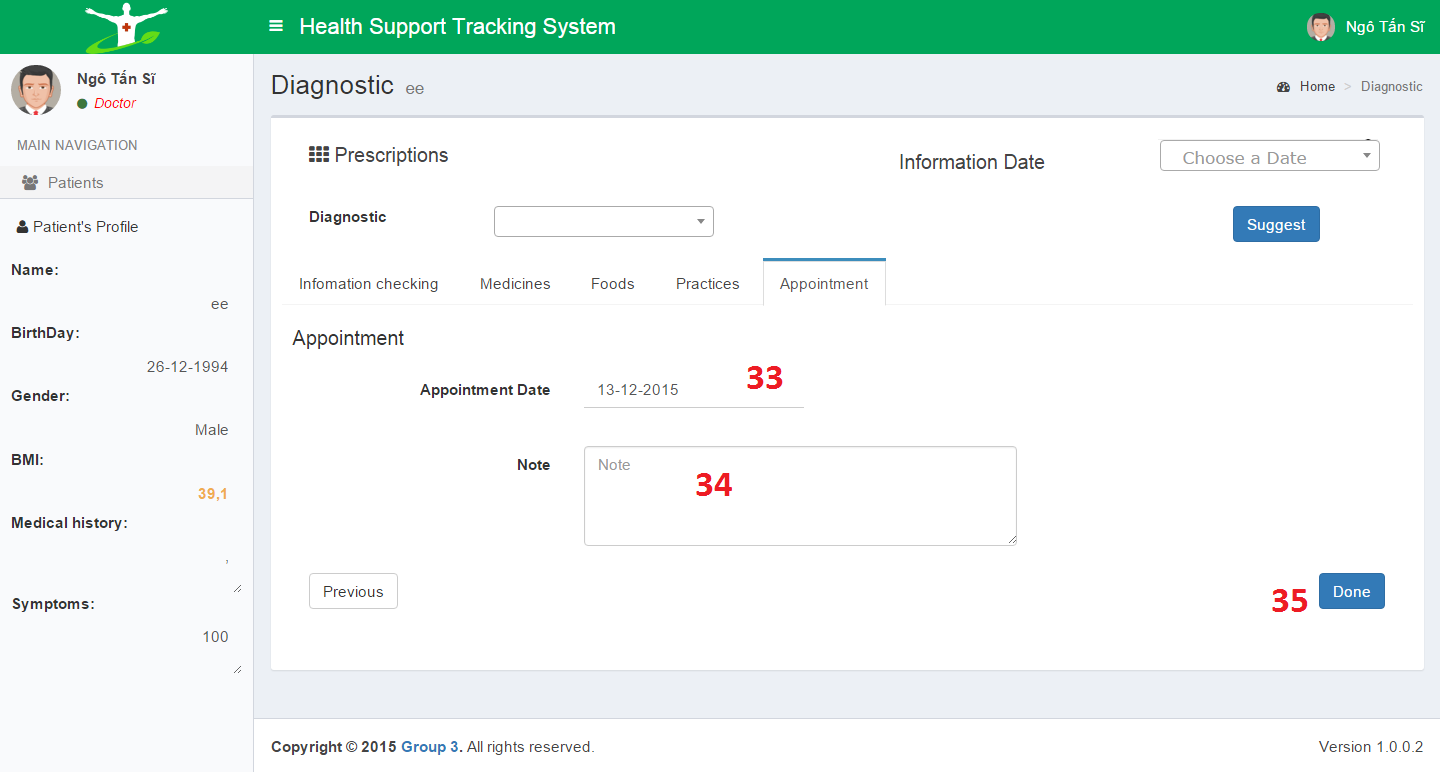 Health Support Tracking System
Ngô Tấn Sĩ
Ngô Tấn Sĩ
Doctor
MAIN NAVIGATION
Patients
Patient's Profile
Name:
ee
BirthDay:
26-12-1994
Gender:
Male
BMI:
39,1
Medical history:
,
Symptoms:
100
Diagnostic ee
Home > Diagnostic
Prescriptions
Information Date
Choose a Date
Diagnostic
Suggest
Infomation checking
Medicines
Foods
Practices
Appointment
Appointment
Appointment Date
13-12-2015
33
Note
Note
34
Previous
35
Done
Copyright © 2015 Group 3. All rights reserved.
Version 1.0.0.2